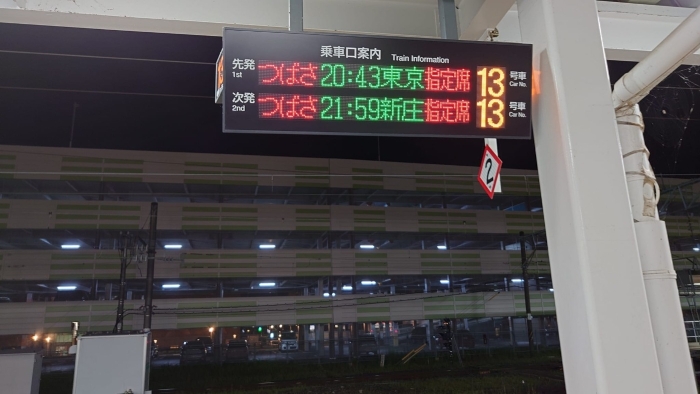 乗車口案内 Train Information
先発 1st つばさ 20:43 東京 指定席 13 号車 Car No.
次発 2nd つばさ 21:59 新庄 指定席 13 号車 Car No.
2